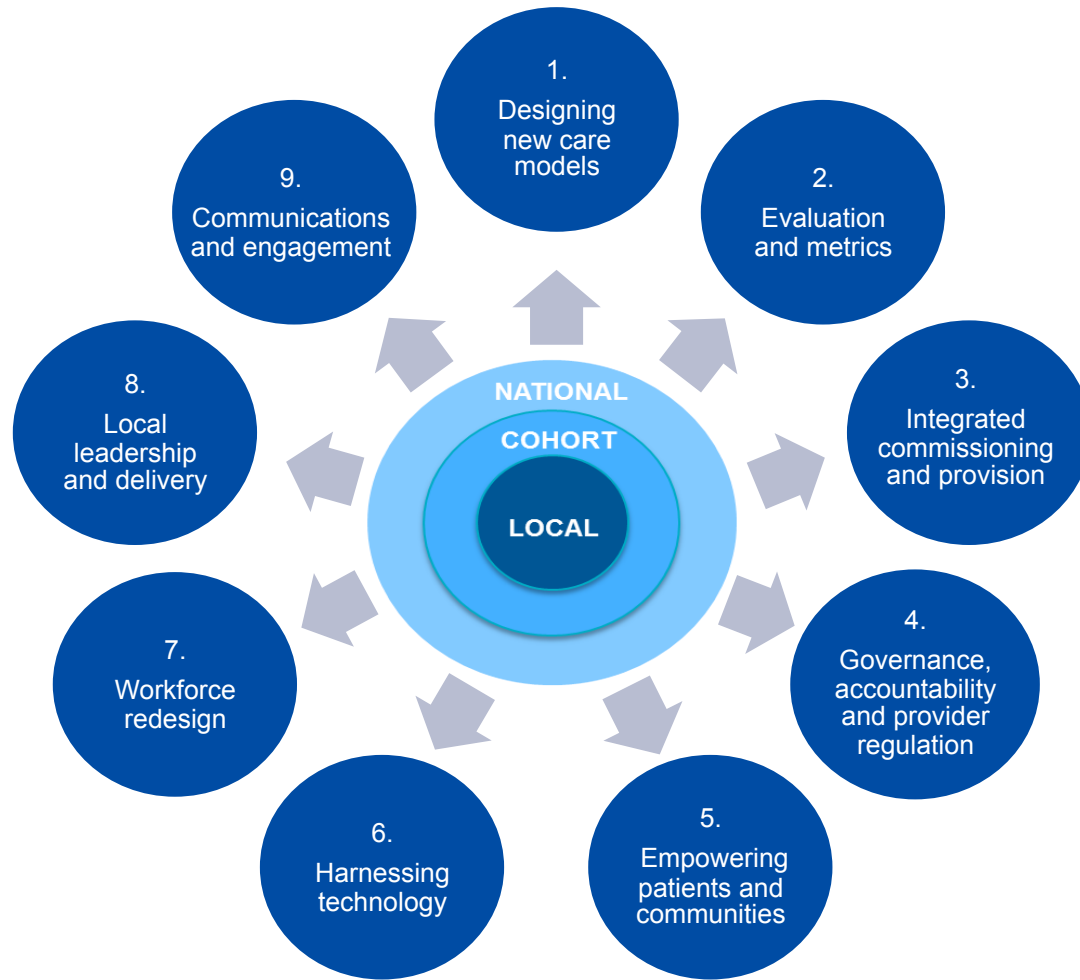 1.
Designing
new care
models
2.
Evaluation
and metrics
3.
Integrated
commissioning
and provision
4.
Governance,
accountability
and provider
regulation
5.
Empowering
patients and
communities
6.
Harnessing
technology
7.
Workforce
redesign
8.
Local
leadership
and delivery
9.
Communications
and engagement
NATIONAL
COHORT
LOCAL